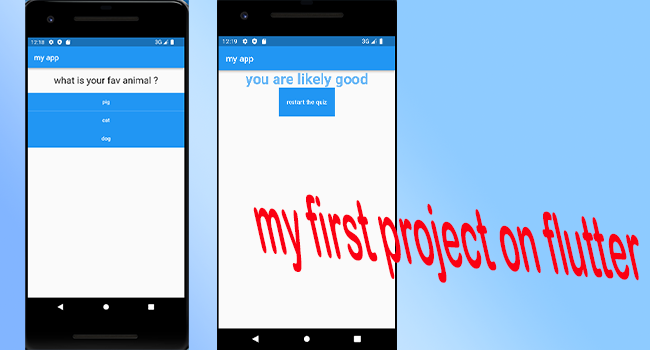 12:18 3G
my app
what is your fav animal ?
pig
cat
dog
12:19 3G
my app
you are likely good
restart the quiz
my first project on flutter